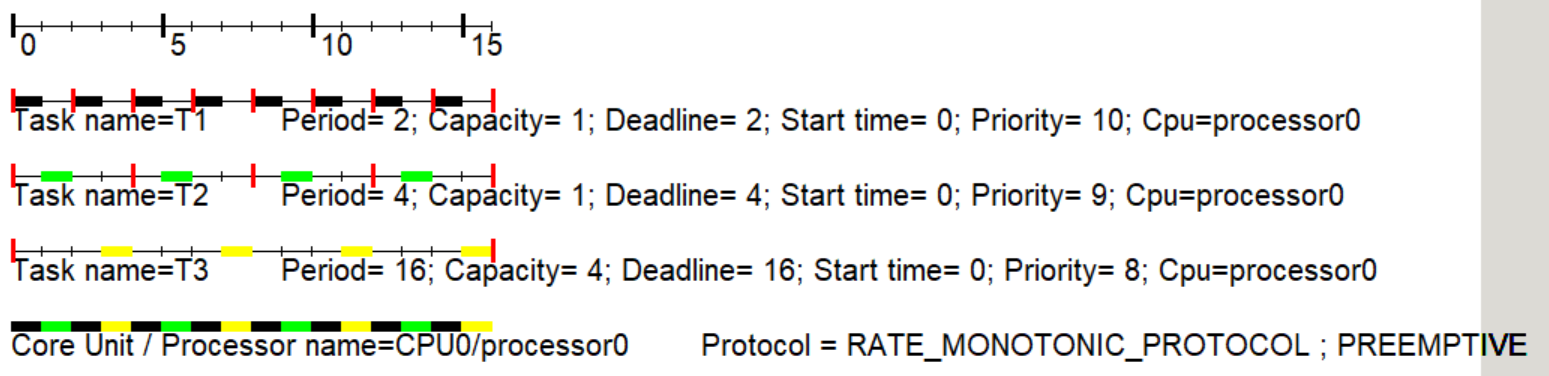 0 5 10 15
Task name=T1 Period= 2; Capacity= 1; Deadline= 2; Start time= 0; Priority= 10; Cpu=processor0
Task name=T2 Period= 4; Capacity= 1; Deadline= 4; Start time= 0; Priority= 9; Cpu=processor0
Task name=T3 Period= 16; Capacity= 4; Deadline= 16; Start time= 0; Priority= 8; Cpu=processor0
Core Unit / Processor name=CPU0/processor0 Protocol = RATE_MONOTONIC_PROTOCOL ; PREEMPTIVE